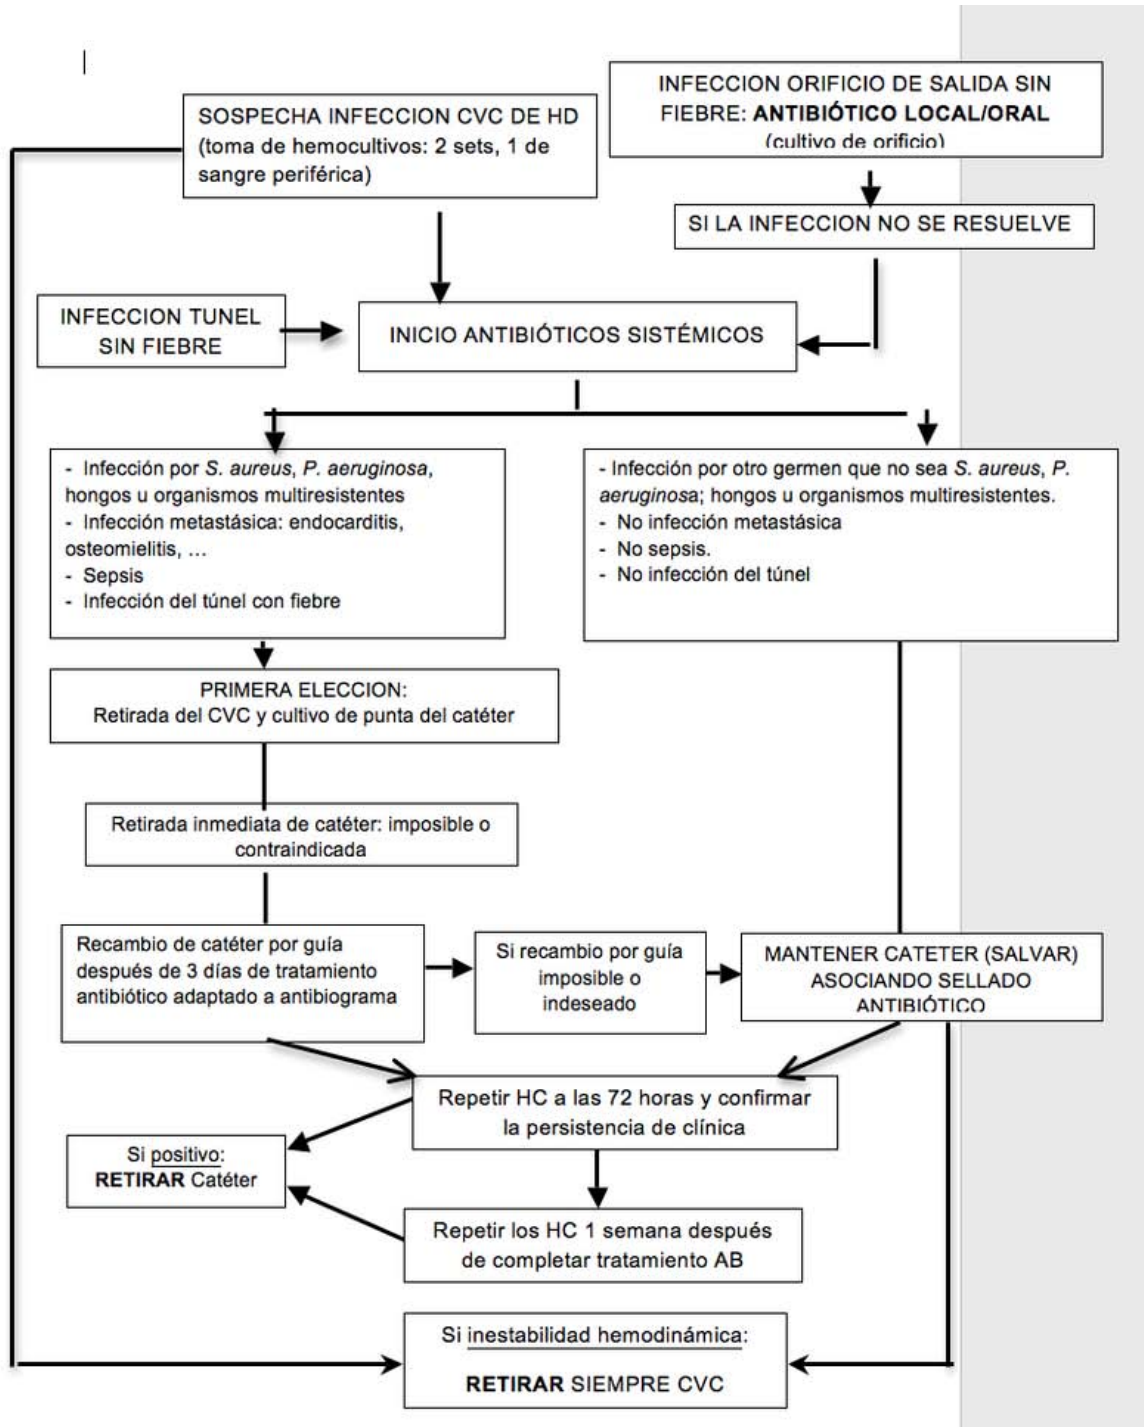 SOSPECHA INFECCION CVC DE HD
(toma de hemocultivos: 2 sets, 1 de
sangre periférica)
INFECCION ORIFICIO DE SALIDA SIN
FIEBRE: ANTIBIÓTICO LOCAL/ORAL
(cultivo de orificio)
SI LA INFECCION NO SE RESUELVE
INFECCION TUNEL
SIN FIEBRE
INICIO ANTIBIÓTICOS SISTÉMICOS
- Infección por S. aureus, P. aeruginosa,
hongos u organismos multiresistentes
- Infección metastásica: endocarditis,
osteomielitis, ...
- Sepsis
- Infección del túnel con fiebre
- Infección por otro germen que no sea S. aureus, P.
aeruginosa; hongos u organismos multiresistentes.
- No infección metastásica
- No sepsis.
- No infección del túnel
PRIMERA ELECCION:
Retirada del CVC y cultivo de punta del catéter
Retirada inmediata de catéter: imposible o
contraindicada
Recambio de catéter por guía
después de 3 días de tratamiento
antibiótico adaptado a antibiograma
Si recambio por guía
imposible o
indeseado
MANTENER CATETER (SALVAR)
ASOCIANDO SELLADO
ANTIBIÓTICO
Repetir HC a las 72 horas y confirmar
la persistencia de clínica
Si positivo:
RETIRAR Catéter
Repetir los HC 1 semana después
de completar tratamiento AB
Si inestabilidad hemodinámica:
RETIRAR SIEMPRE CVC